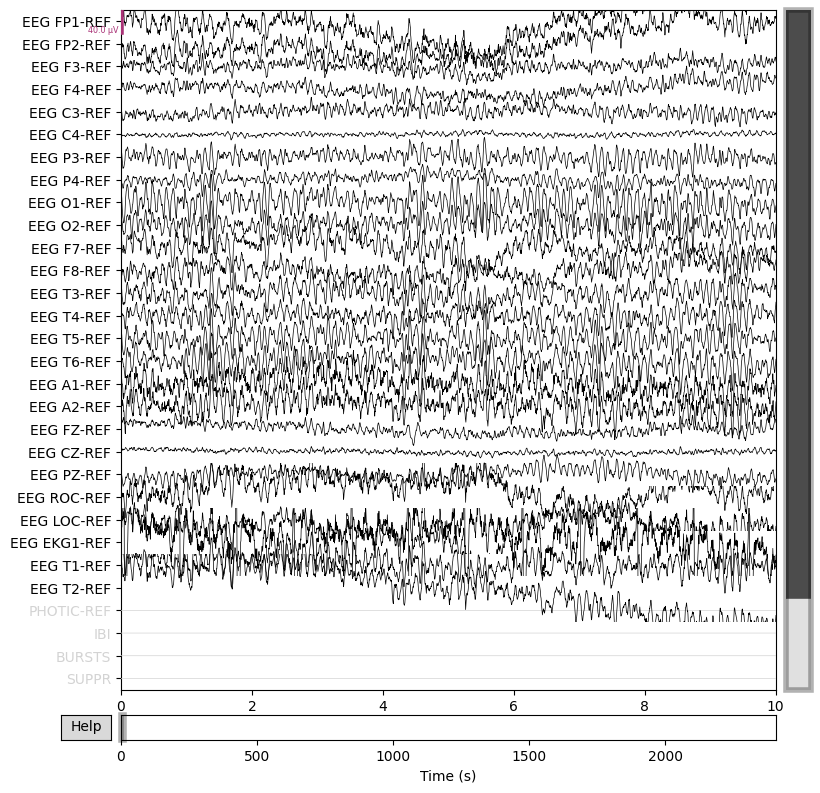 EEG FP1-REF
40.0 µV
EEG FP2-REF
EEG F3-REF
EEG F4-REF
EEG C3-REF
EEG C4-REF
EEG P3-REF
EEG P4-REF
EEG O1-REF
EEG O2-REF
EEG F7-REF
EEG F8-REF
EEG T3-REF
EEG T4-REF
EEG T5-REF
EEG T6-REF
EEG A1-REF
EEG A2-REF
EEG FZ-REF
EEG CZ-REF
EEG PZ-REF
EEG ROC-REF
EEG LOC-REF
EEG EKG1-REF
EEG T1-REF
EEG T2-REF
PHOTIC-REF
IBI
BURSTS
SUPPR
0 2 4 6 8 10
Help
0 500 1000 1500 2000
Time (s)